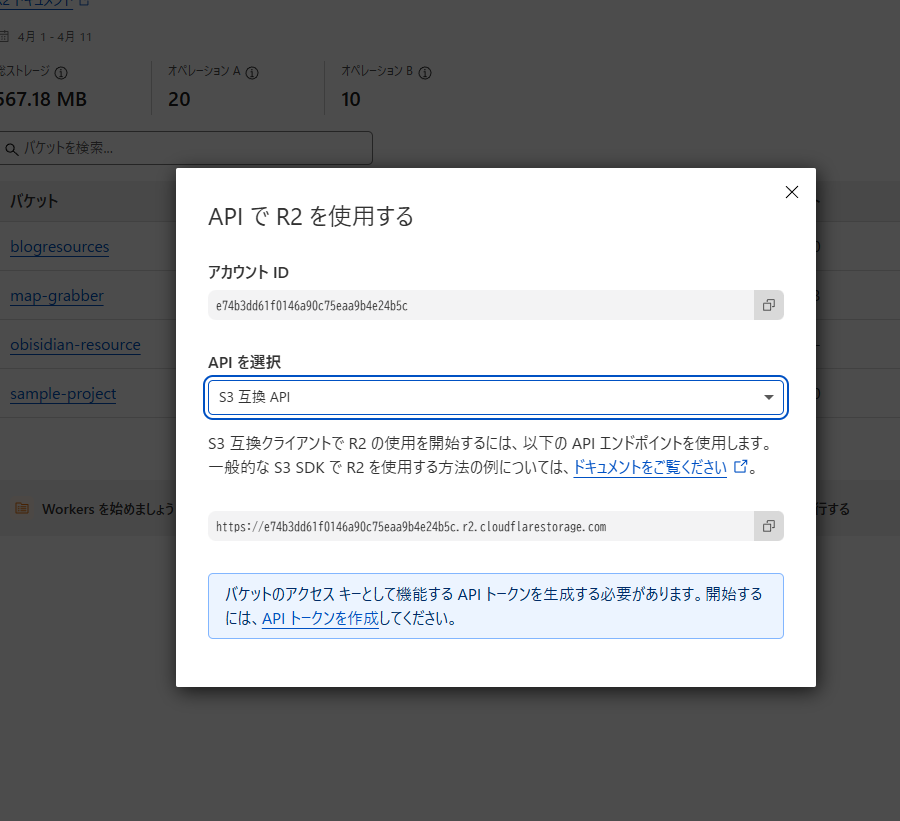 R2 ドキュメント
4月 1 - 4月 11
総ストレージ
オペレーション A
オペレーション B
567.18 MB
20
10
バケットを検索...
バケット
blogresources
map-grabber
obisidian-resource
sample-project
Workers を始めましょう
行する
API で R2 を使用する
アカウント ID
e74b3dd61f0146a90c75eaa9b4e24b5c
API を選択
S3 互換 API
S3 互換クライアントで R2 の使用を開始するには、以下の API エンドポイントを使用します。
一般的な S3 SDK で R2 を使用する方法の例については、ドキュメントをご覧ください。
https://e74b3dd61f0146a90c75eaa9b4e24b5c.r2.cloudflarestorage.com
バケットのアクセス キーとして機能する API トークンを生成する必要があります。開始する
には、API トークンを作成してください。